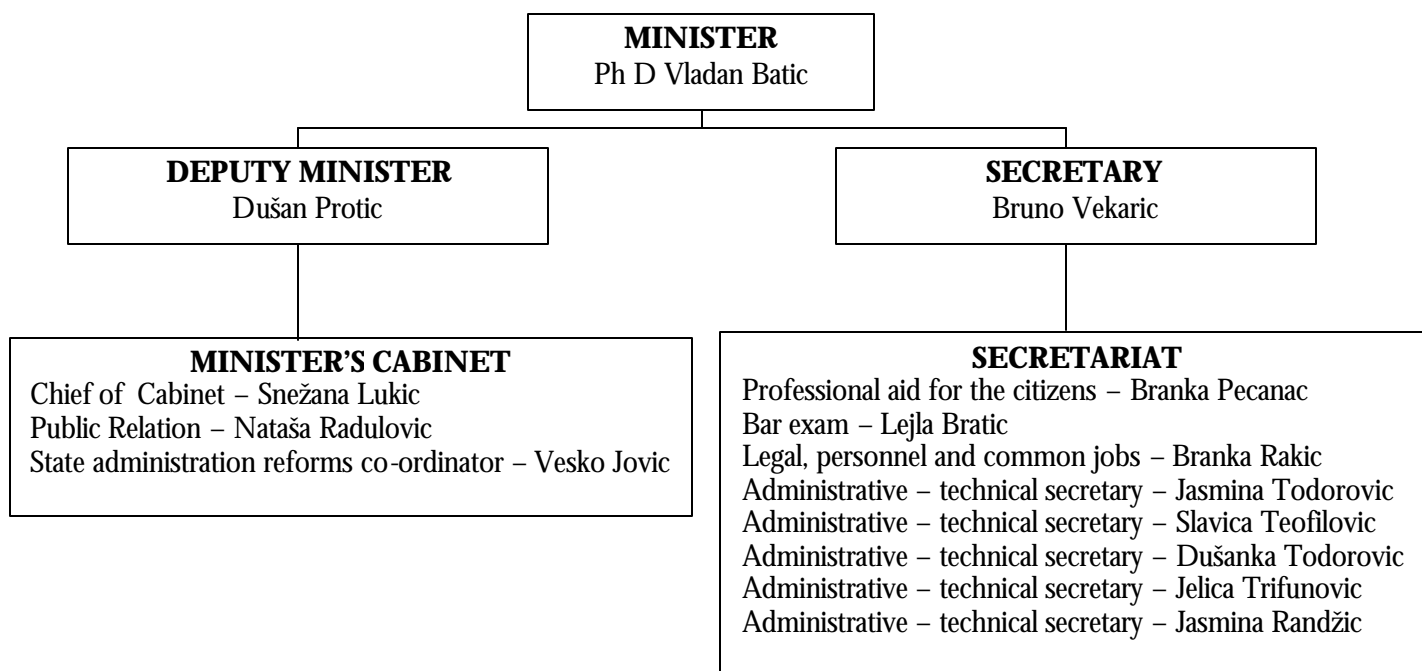 MINISTER
Ph D Vladan Batic
DEPUTY MINISTER
Dušan Protic
SECRETARY
Bruno Vekaric
MINISTER'S CABINET
Chief of Cabinet – Snežana Lukic
Public Relation – Nataša Radulovic
State administration reforms co-ordinator – Vesko Jovic
SECRETARIAT
Professional aid for the citizens – Branka Pecanac
Bar exam – Lejla Bratic
Legal, personnel and common jobs – Branka Rakic
Administrative – technical secretary – Jasmina Todorovic
Administrative – technical secretary – Slavica Teofilovic
Administrative – technical secretary – Dušanka Todorovic
Administrative – technical secretary – Jelica Trifunovic
Administrative – technical secretary – Jasmina Randžic